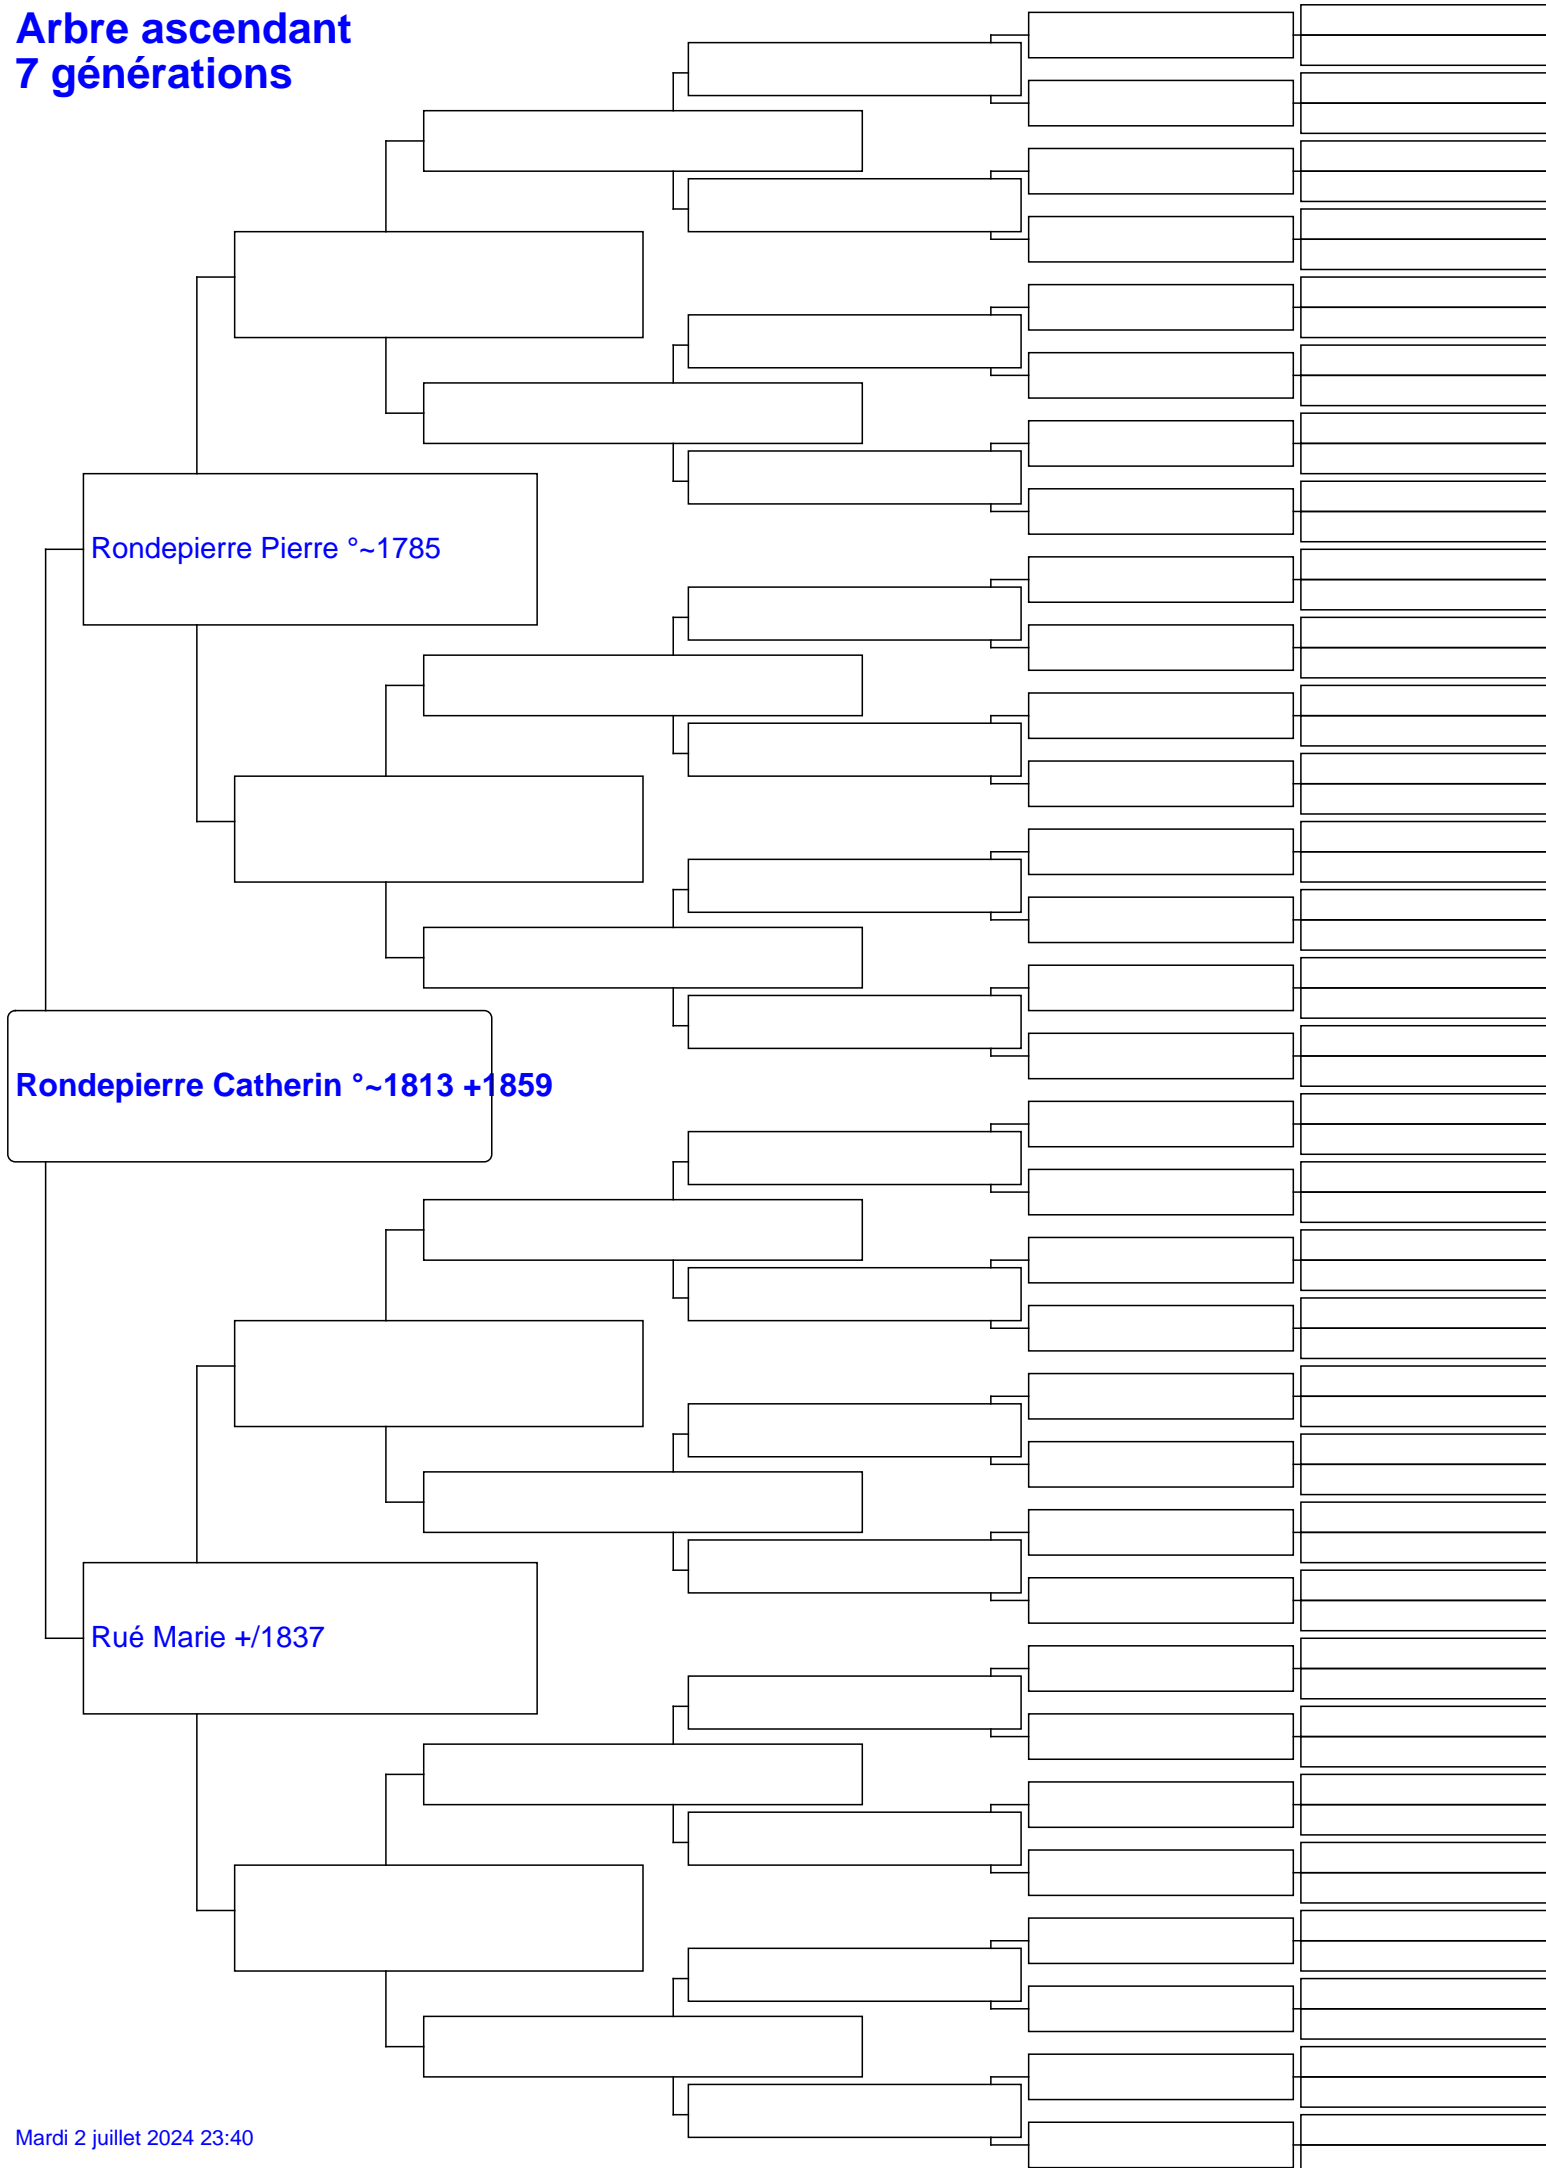 Arbre ascendant
7 générations
Rondepierre Pierre °~1785
Rondepierre Catherin °~1813 +1859
Rué Marie +/1837
Mardi 2 juillet 2024 23:40